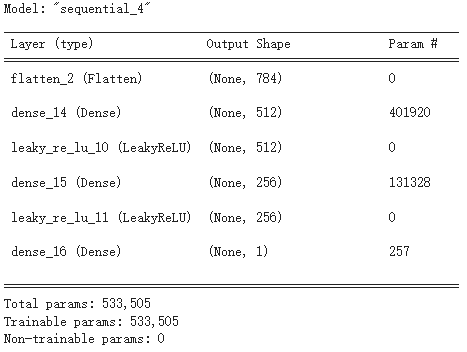 Model: "sequential_4"
Layer (type) Output Shape Param #
flatten_2 (Flatten) (None, 784) 0
dense_14 (Dense) (None, 512) 401920
leaky_re_lu_10 (LeakyReLU) (None, 512) 0
dense_15 (Dense) (None, 256) 131328
leaky_re_lu_11 (LeakyReLU) (None, 256) 0
dense_16 (Dense) (None, 1) 257
Total params: 533,505
Trainable params: 533,505
Non-trainable params: 0